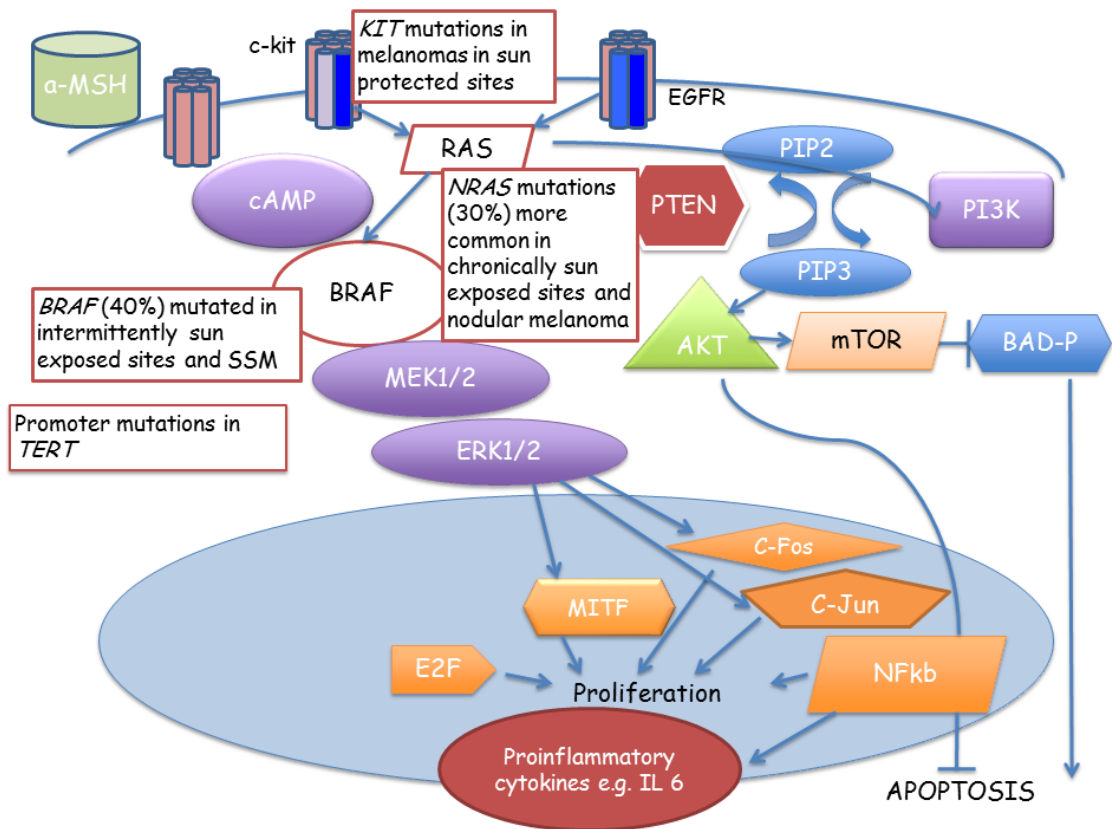 a-MSH
c-kit
KIT mutations in
melanomas in sun
protected sites
EGFR
RAS
cAMP
NRAS mutations
(30%) more
common in
chronically sun
exposed sites and
nodular melanoma
PTEN
PIP2
PI3K
PIP3
BRAF
BRAF (40%) mutated in
intermittently sun
exposed sites and SSM
AKT
mTOR
BAD-P
MEK1/2
Promoter mutations in
TERT
ERK1/2
C-Fos
MITF
C-Jun
E2F
NFkb
Proliferation
Proinflammatory
cytokines e.g. IL 6
APOPTOSIS